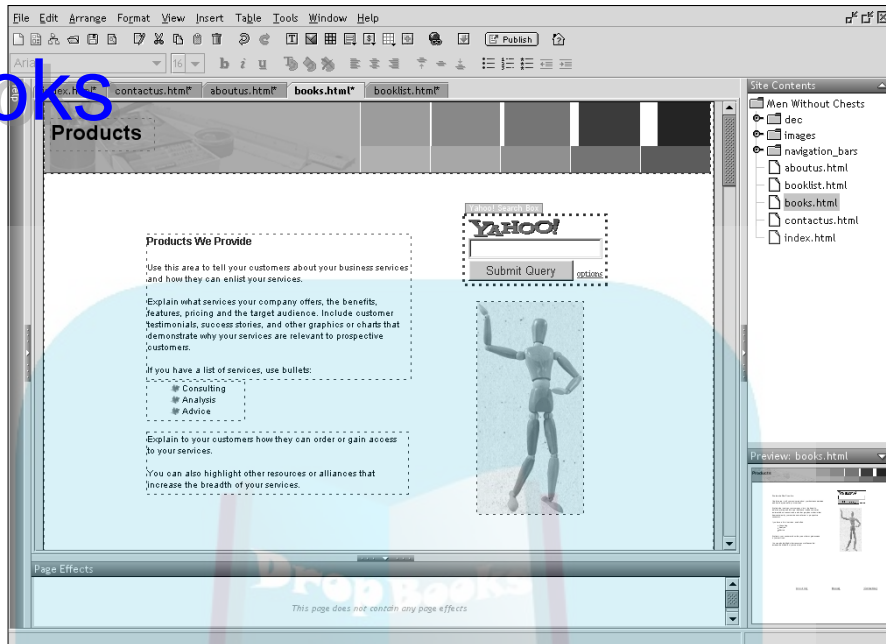 File Edit Arrange Format View Insert Table Tools Window Help
Publish
Aria
16
b i u
oks
index.html* contactus.html* aboutus.html* books.html* booklist.html*
Products
Products We Provide
Use this area to tell your customers about your business services
and how they can enlist your services.
Explain what services your company offers, the benefits,
features, pricing and the target audience. Include customer
testimonials, success stories, and other graphics or charts that
demonstrate why your services are relevant to prospective
customers.
If you have a list of services, use bullets:
Consulting
Analysis
Advice
Explain to your customers how they can order or gain access
to your services.
You can also highlight other resources or alliances that
increase the breadth of your services.
Yahoo! Search Box
YAHOO!
Submit Query
options
Site Contents
Men Without Chests
dec
images
navigation_bars
aboutus.html
booklist.html
books.html
contactus.html
index.html
Preview: books.html
Products
Page Effects
DropBooks
This page does not contain any page effects